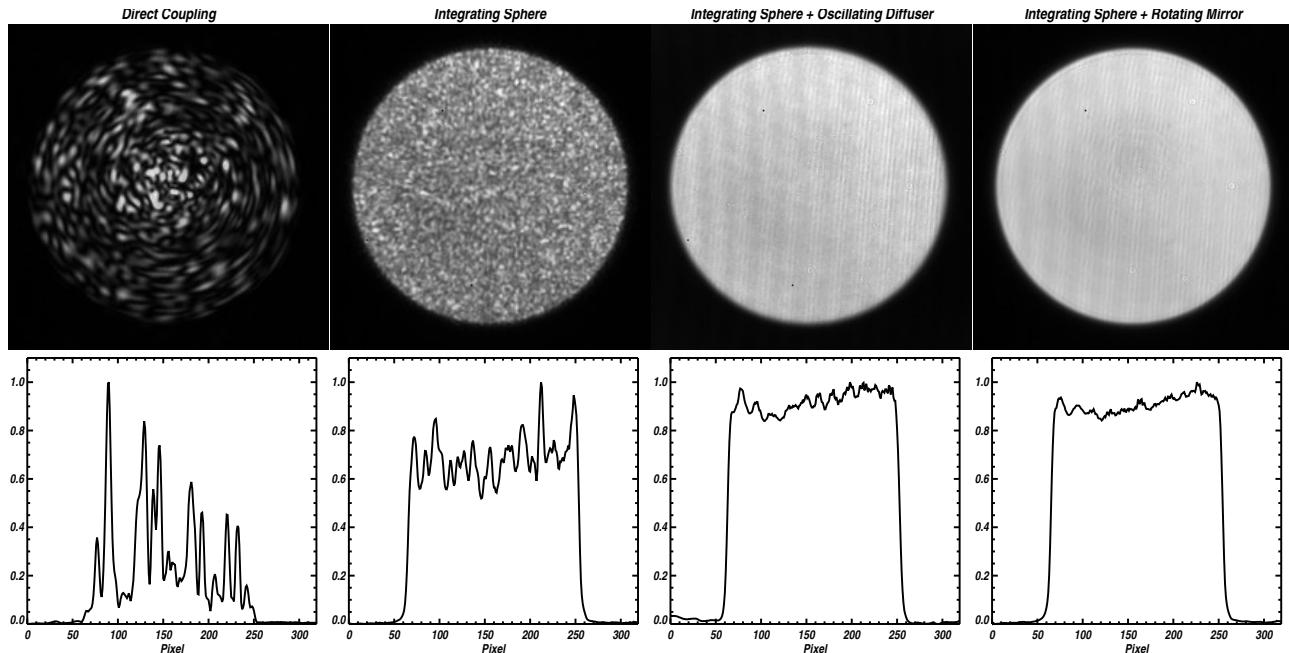 Direct Coupling
Integrating Sphere
Integrating Sphere + Oscillating Diffuser
Integrating Sphere + Rotating Mirror
1.0
0.8
0.6
0.4
0.2
0.0
0 50 100 150 200 250 300
Pixel
1.0
0.8
0.6
0.4
0.2
0.0
0 50 100 150 200 250 300
Pixel
1.0
0.8
0.6
0.4
0.2
0.0
0 50 100 150 200 250 300
Pixel
1.0
0.8
0.6
0.4
0.2
0.0
0 50 100 150 200 250 300
Pixel